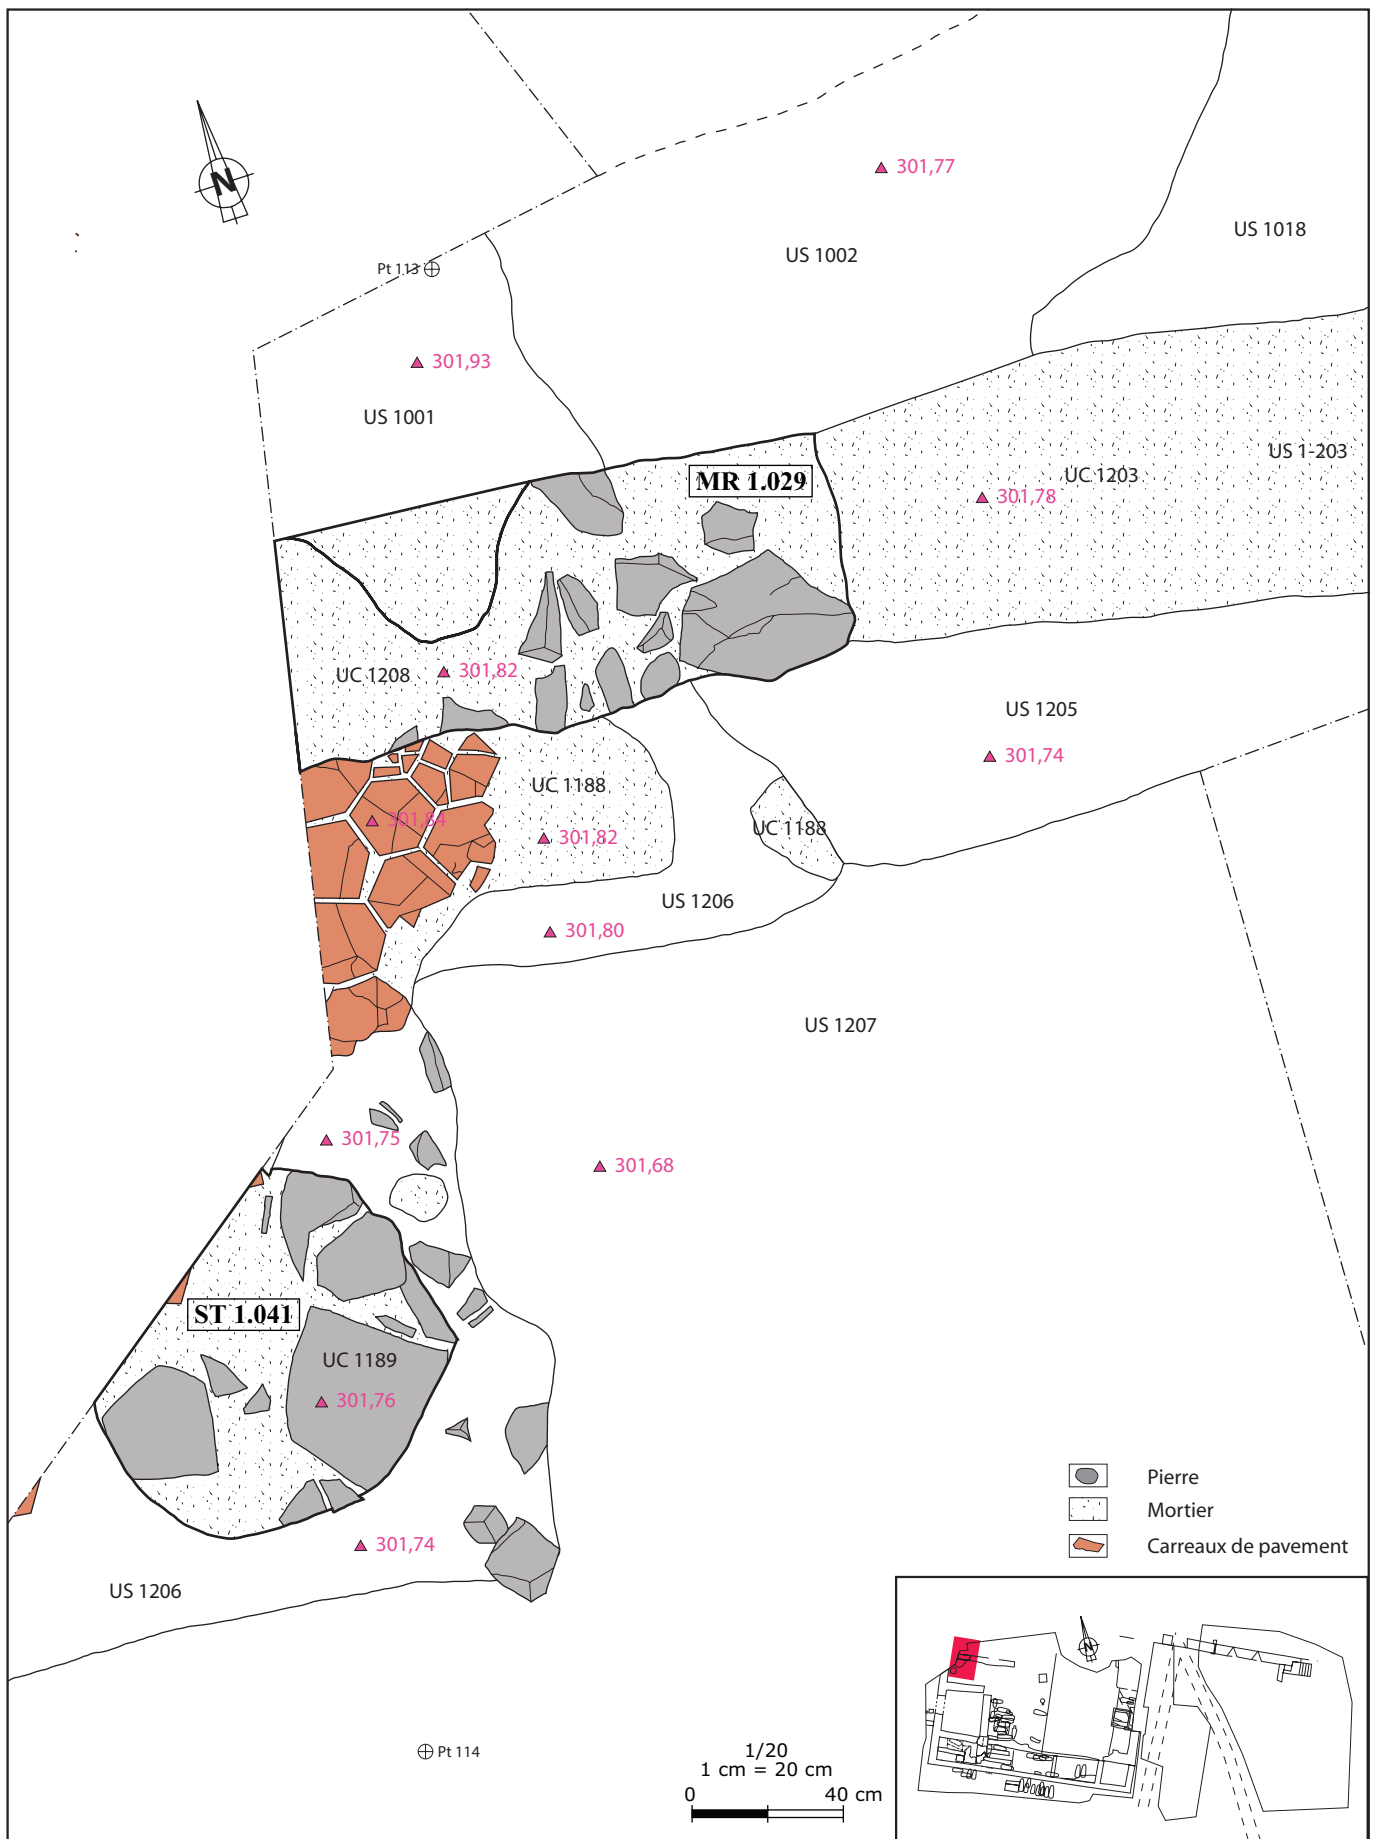 N
301,77
US 1018
US 1002
Pt 113
301,93
US 1001
US 1-203
MR 1.029
UC 1203
301,78
UC 1208
301,82
US 1205
301,74
UC 1188
301,84
301,82
UC 1188
US 1206
301,80
US 1207
301,75
301,68
ST 1.041
UC 1189
301,76
Pierre
Mortier
Carreaux de pavement
301,74
US 1206
N
Pt 114
1/20
1 cm = 20 cm
0
40 cm